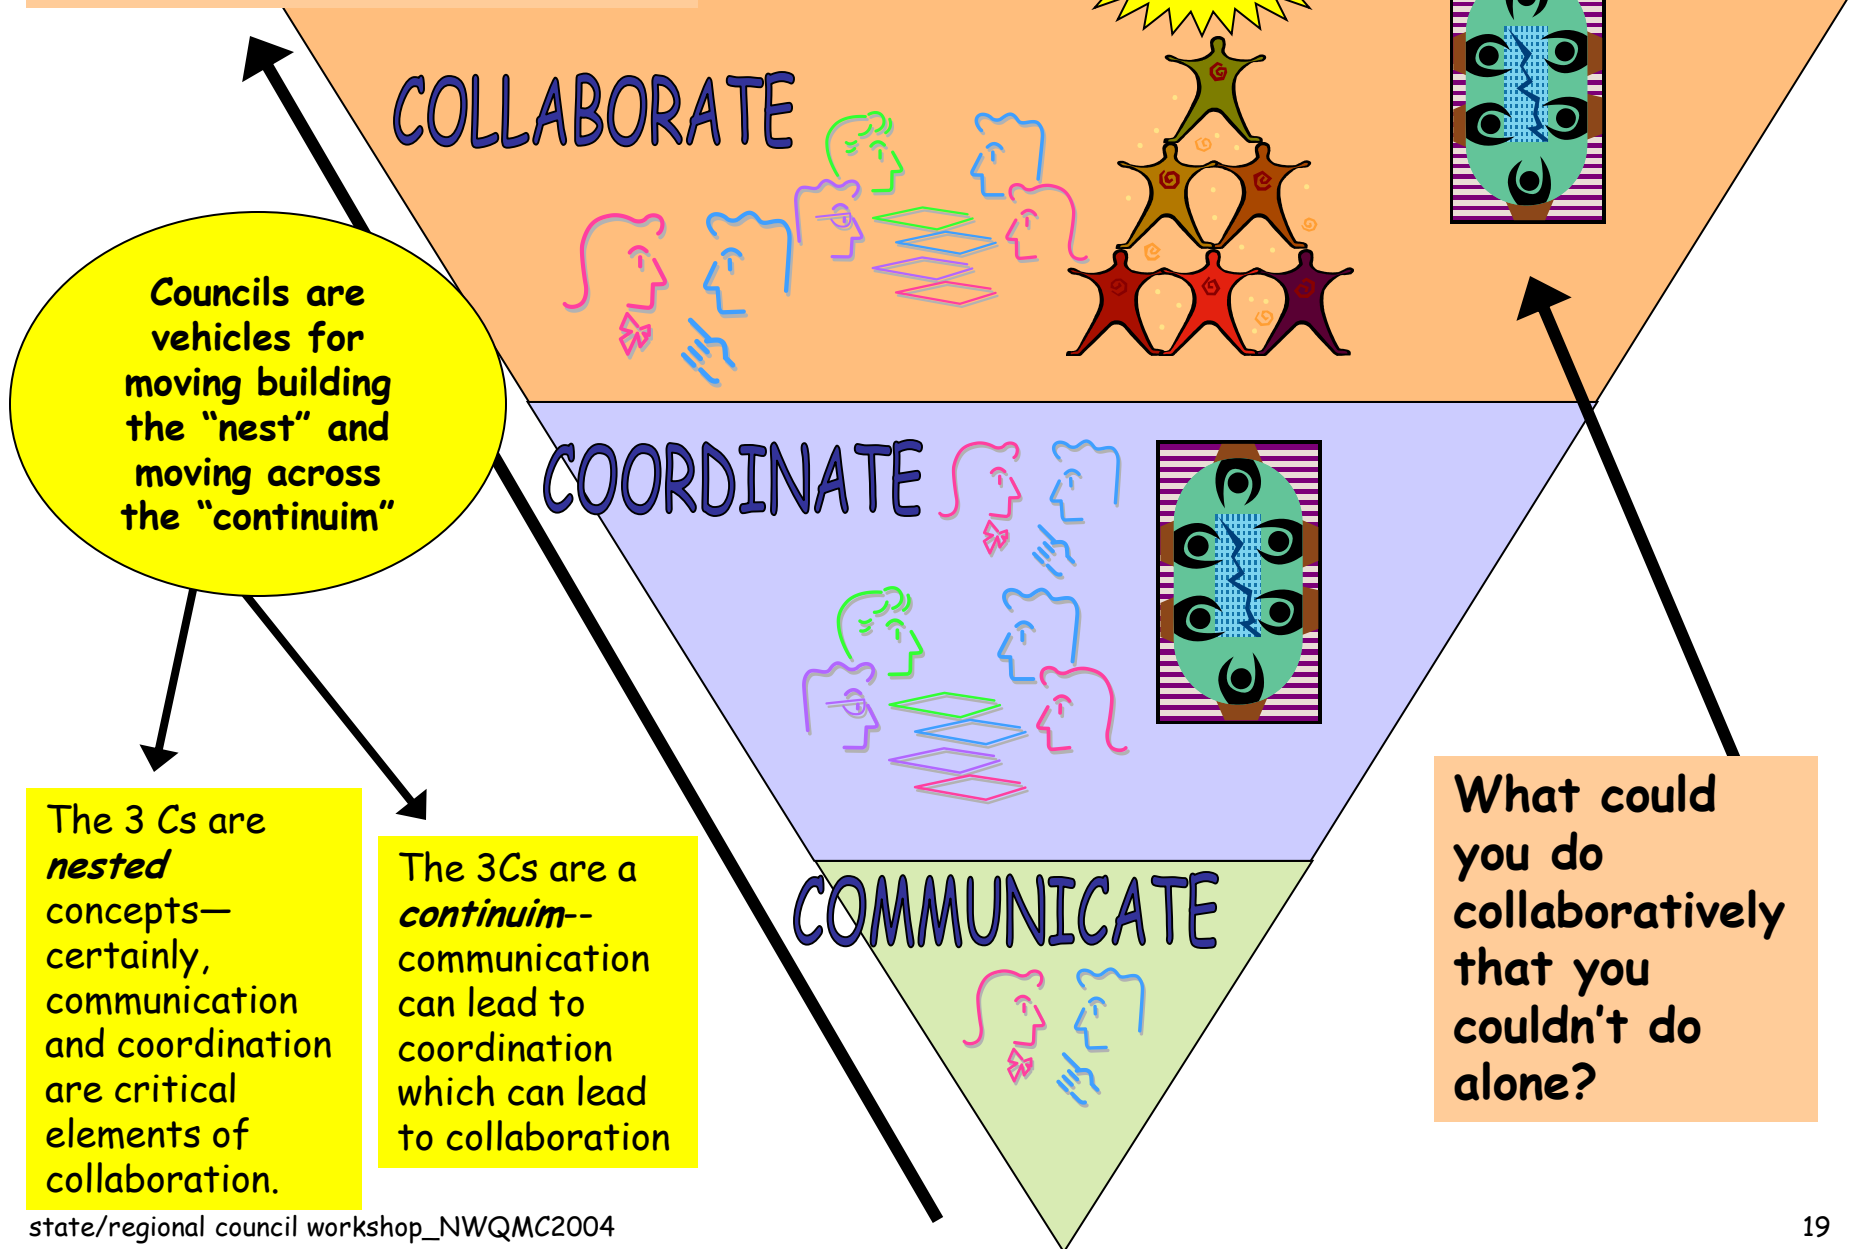 COLLABORATE
Councils are
vehicles for
moving building
the “nest” and
moving across
the “continuim”
COORDINATE
The 3 Cs are
nested
concepts—
certainly,
communication
and coordination
are critical
elements of
collaboration.
The 3Cs are a
continuim--
communication
can lead to
coordination
which can lead
to collaboration
COMMUNICATE
What could
you do
collaboratively
that you
couldn’t do
alone?
state/regional council workshop_NWQMC2004
19